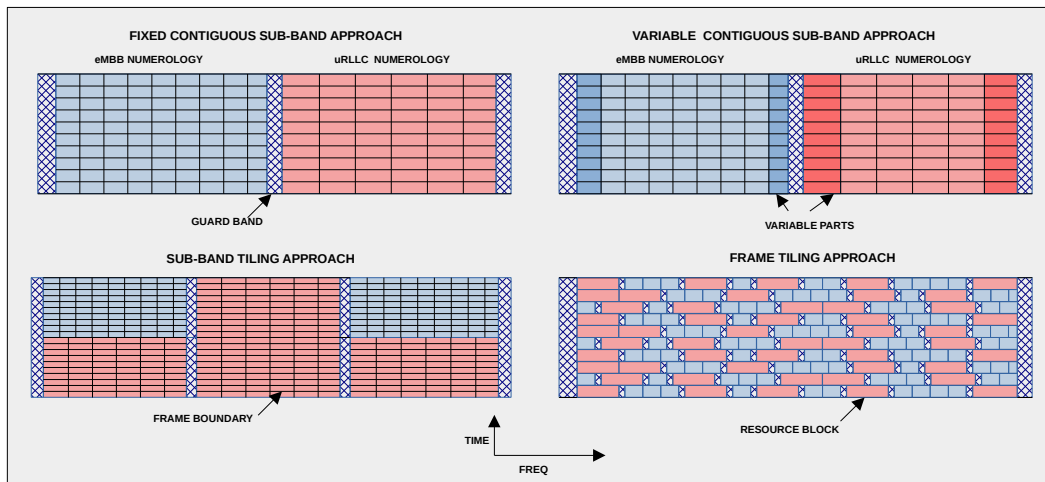 FIXED CONTIGUOUS SUB-BAND APPROACH
eMBB NUMEROLOGY
uRLLC NUMEROLOGY
GUARD BAND
VARIABLE CONTIGUOUS SUB-BAND APPROACH
eMBB NUMEROLOGY
uRLLC NUMEROLOGY
VARIABLE PARTS
SUB-BAND TILING APPROACH
FRAME BOUNDARY
FRAME TILING APPROACH
RESOURCE BLOCK
TIME
FREQ